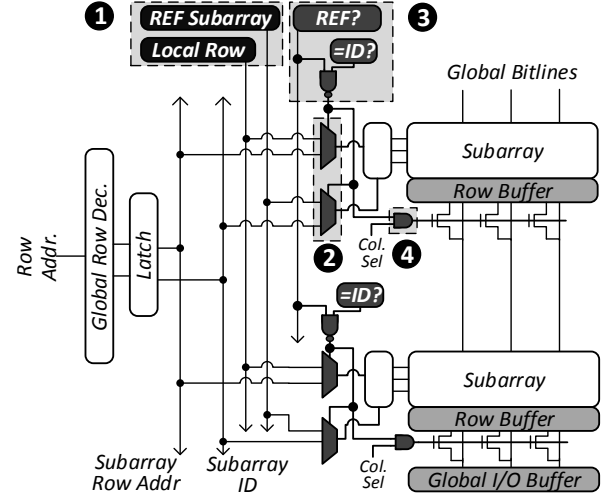 1
REF Subarray
Local Row
REF?
3
=ID?
Global Bitlines
Subarray
Row Buffer
Row
Addr.
Global Row Dec.
Latch
2
Col.
Sel
4
=ID?
Subarray
Row Buffer
Subarray
Row Addr
Subarray
ID
Col.
Sel
Global I/O Buffer